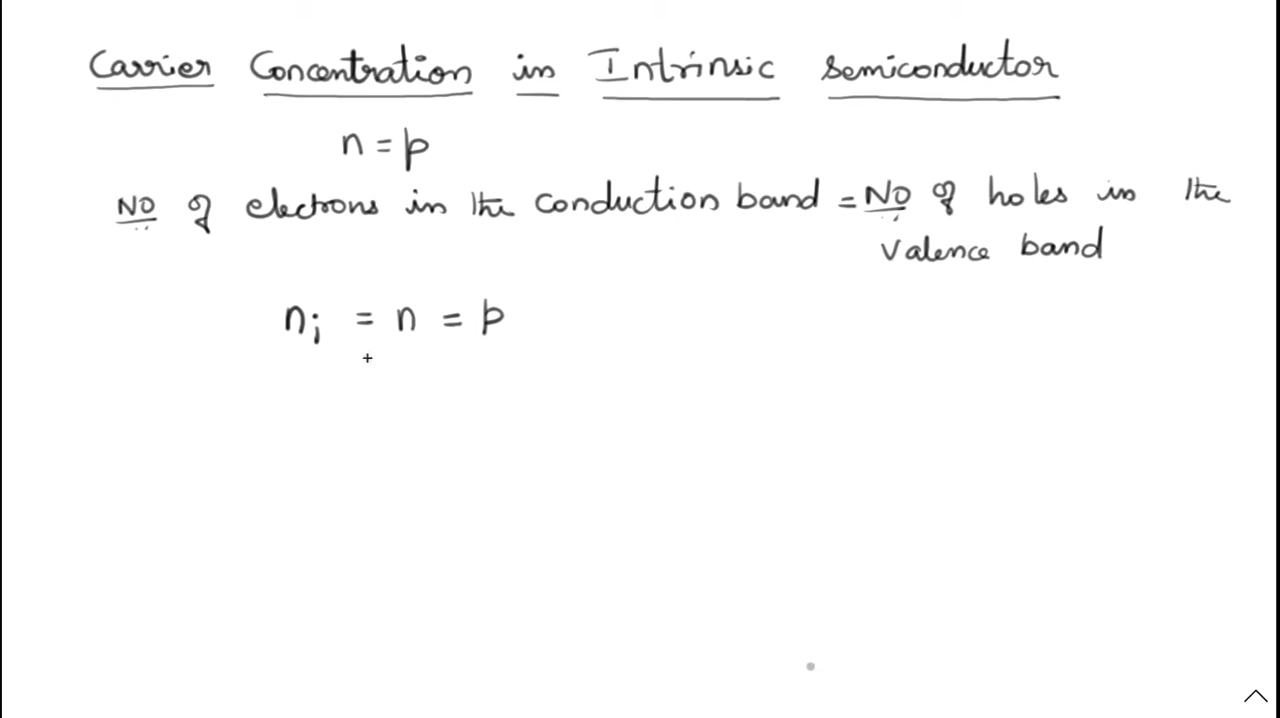 Carrier Concentration in Intrinsic Semiconductor
n = p
No of electrons in the conduction band = No of holes in the
Valence band
ni = n = p